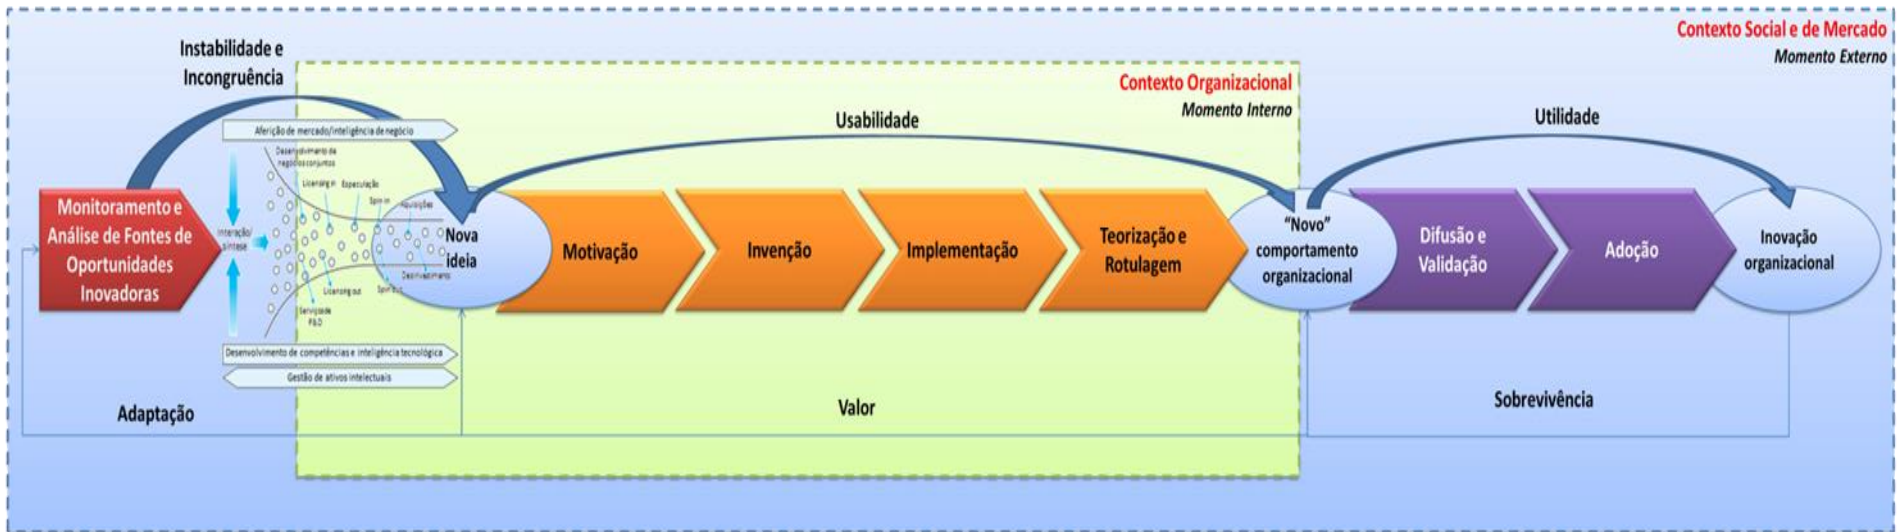 Contexto Social e de Mercado
Momento Externo
Instabilidade e
Incongruência
Contexto Organizacional
Momento Interno
Usabilidade
Utilidade
Aferição de mercado/inteligência de negócio
Desenvolvimento de
negócios conjuntos
Licensing in
Especulação
Spin-in
Aquisições
Monitoramento e
Análise de Fontes de
Oportunidades
Inovadoras
Interação/
síntese
Nova
ideia
Motivação
Invenção
Implementação
Teorização e
Rotulagem
“Novo”
comportamento
organizacional
Difusão e
Validação
Adoção
Inovação
organizacional
Desinvestimento
Spin out
Licensing out
Serviços de
P&D
Desenvolvimento de competências e inteligência tecnológica
Gestão de ativos intelectuais
Adaptação
Valor
Sobrevivência